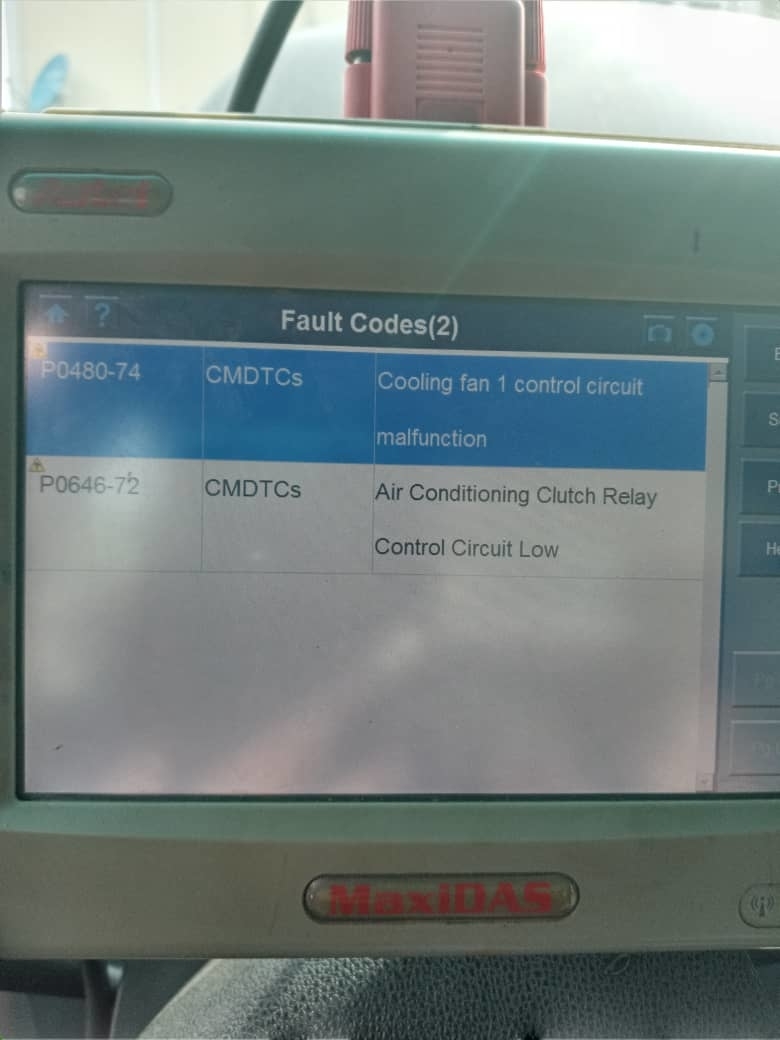 Fault Codes(2)
P0480-74 CMDTCs Cooling fan 1 control circuit
malfunction
P0646-72 CMDTCs Air Conditioning Clutch Relay
Control Circuit Low
MaxiDAS